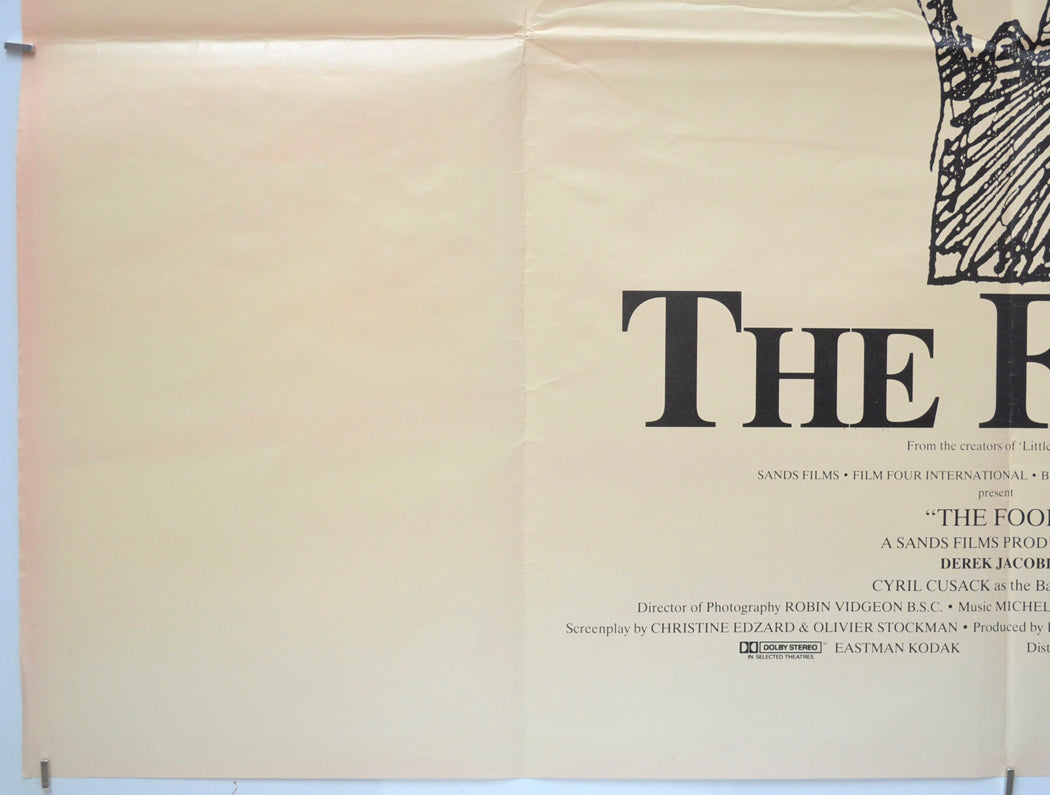 THE F
From the creators of 'Little
SANDS FILMS • FILM FOUR INTERNATIONAL • B
present
"THE FOOL
A SANDS FILMS PROD
DEREK JACOBI
CYRIL CUSACK as the Ba
Director of Photography ROBIN VIDGEON B.S.C. • Music MICHEL
Screenplay by CHRISTINE EDZARD & OLIVIER STOCKMAN • Produced by
DOLBY STEREO EASTMAN KODAK Dist
IN SELECTED THEATRES